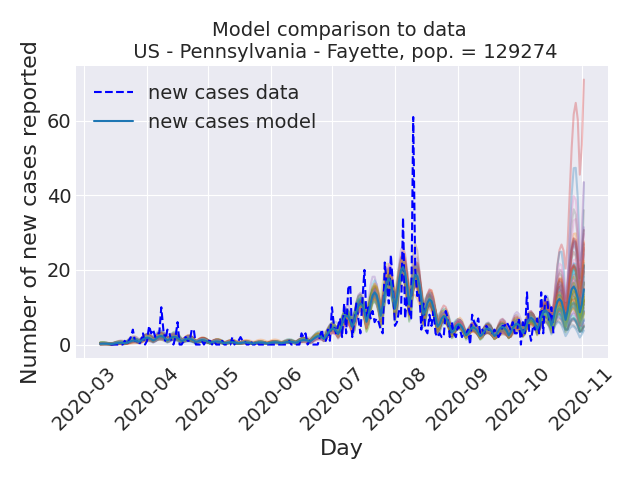 Model comparison to data
US - Pennsylvania - Fayette, pop. = 129274
Number of new cases reported
new cases data
new cases model
60
40
20
0
2020-03
2020-04
2020-05
2020-06
2020-07
2020-08
2020-09
2020-10
2020-11
Day